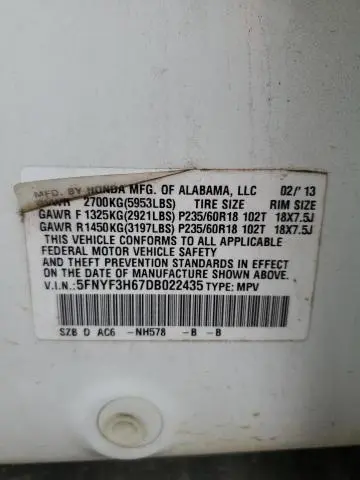 MFD. BY HONDA MFG. OF ALABAMA, LLC 02/'13
GVWR 2700KG(5953LBS) TIRE SIZE RIM SIZE
GAWR F 1325KG(2921LBS) P235/60R18 102T 18X7.5J
GAWR R1450KG(3197LBS) P235/60R18 102T 18X7.5J
THIS VEHICLE CONFORMS TO ALL APPLICABLE
FEDERAL MOTOR VEHICLE SAFETY
AND THEFT PREVENTION STANDARDS IN EFFECT
ON THE DATE OF MANUFACTURE SHOWN ABOVE.
V.I.N.:5FNYF3H67DB022435TYPE: MPV
SZB D AC6 -NH578 -B -B